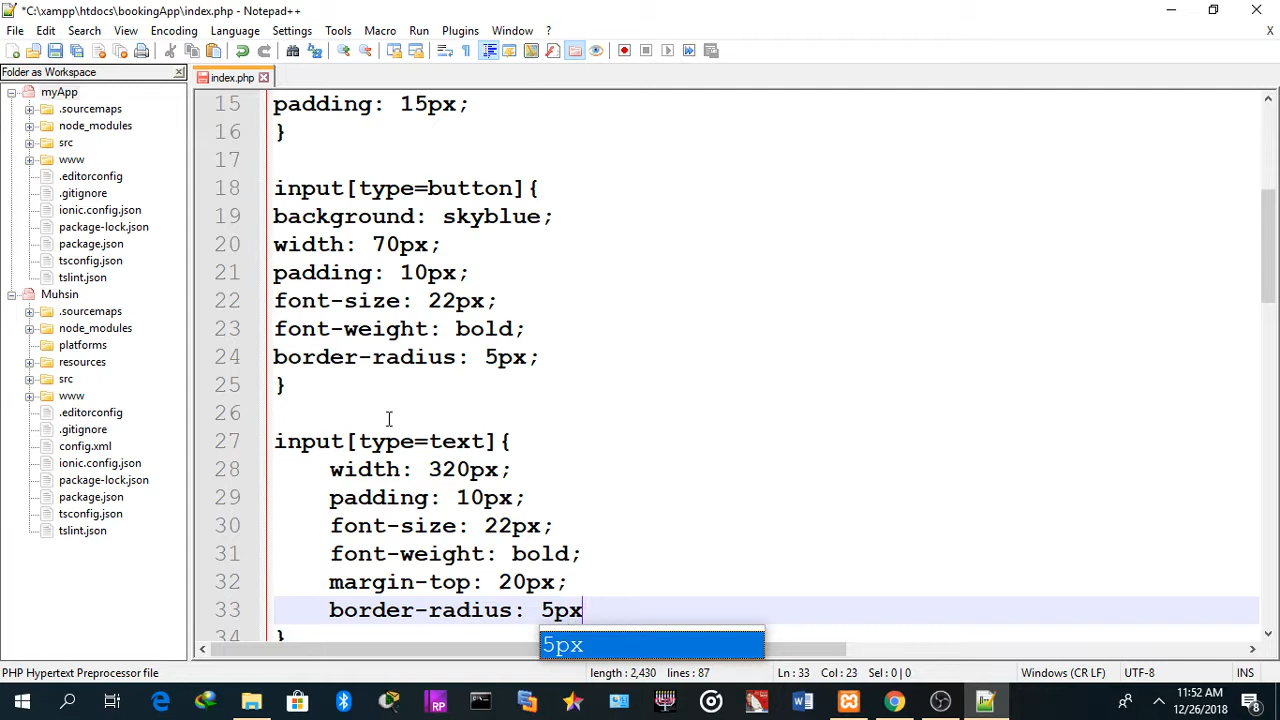 *C:\xampp\htdocs\bookingApp\index.php - Notepad++
File Edit Search View Encoding Language Settings Tools Macro Run Plugins Window ?
X
Folder as Workspace
index.php
myApp
.sourcemaps
node_modules
src
www
.editorconfig
.gitignore
ionic.config.json
package-lock.json
package.json
tsconfig.json
tslint.json
Muhsin
.sourcemaps
node_modules
platforms
resources
src
www
.editorconfig
.gitignore
config.xml
ionic.config.json
package-lock.json
package.json
tsconfig.json
tslint.json
15 padding: 15px;
16 }
17
18 input[type=button]{
19 background: skyblue;
20 width: 70px;
21 padding: 10px;
22 font-size: 22px;
23 font-weight: bold;
24 border-radius: 5px;
25 }
26
27 input[type=text]{
28 width: 320px;
29 padding: 10px;
30 font-size: 22px;
31 font-weight: bold;
32 margin-top: 20px;
33 border-radius: 5px
34 }
5px
PHP Hypertext Preprocessor file length : 2,430 lines : 87 Ln : 33 Col : 23 Sel : 0 | 0 Windows (CR LF) UTF-8 INS
RP
W
11:52 AM
12/26/2018
8